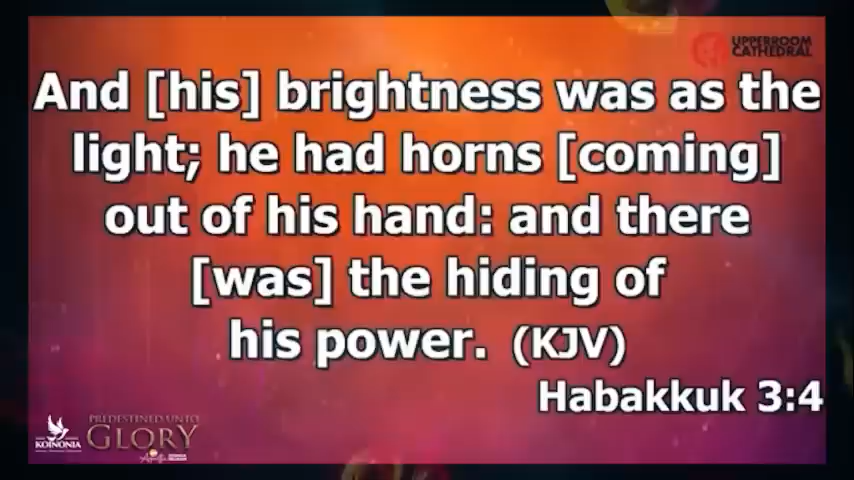 UPPERROOM
CATHEDRAL
And [his] brightness was as the
light; he had horns [coming]
out of his hand: and there
[was] the hiding of
his power. (KJV)
Habakkuk 3:4
KOINONIA
PREDESTINED UNTO
GLORY